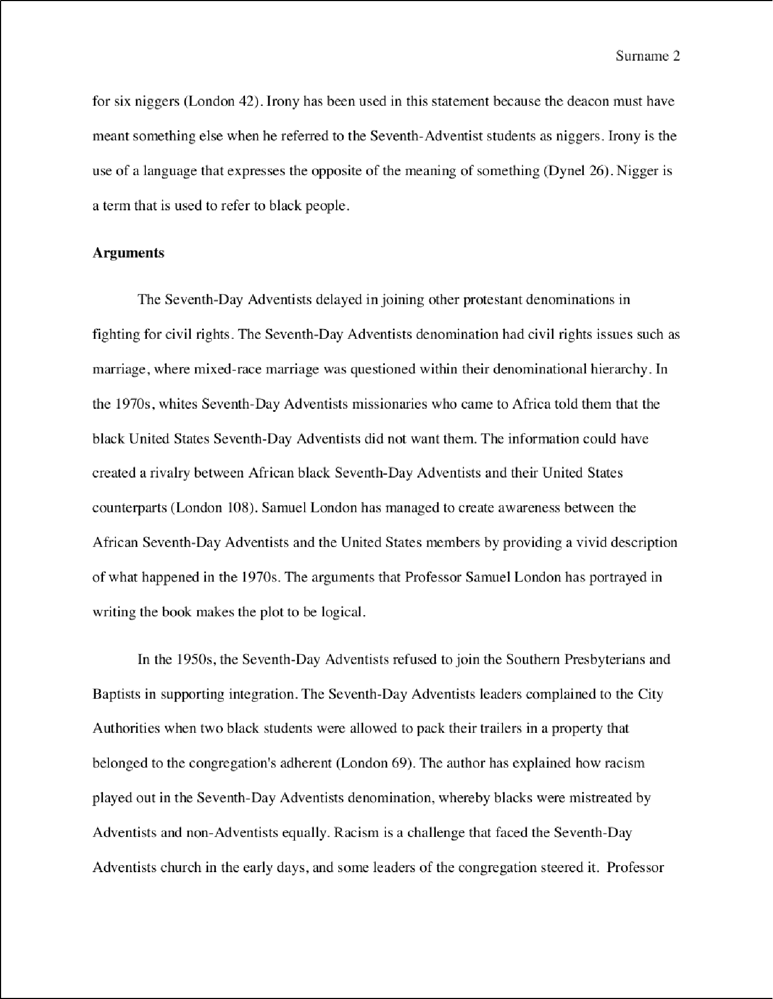 Surname 2
for six niggers (London 42). Irony has been used in this statement because the deacon must have
meant something else when he referred to the Seventh-Adventist students as niggers. Irony is the
use of a language that expresses the opposite of the meaning of something (Dynel 26). Nigger is
a term that is used to refer to black people.
Arguments
The Seventh-Day Adventists delayed in joining other protestant denominations in
fighting for civil rights. The Seventh-Day Adventists denomination had civil rights issues such as
marriage, where mixed-race marriage was questioned within their denominational hierarchy. In
the 1970s, whites Seventh-Day Adventists missionaries who came to Africa told them that the
black United States Seventh-Day Adventists did not want them. The information could have
created a rivalry between African black Seventh-Day Adventists and their United States
counterparts (London 108). Samuel London has managed to create awareness between the
African Seventh-Day Adventists and the United States members by providing a vivid description
of what happened in the 1970s. The arguments that Professor Samuel London has portrayed in
writing the book makes the plot to be logical.
In the 1950s, the Seventh-Day Adventists refused to join the Southern Presbyterians and
Baptists in supporting integration. The Seventh-Day Adventists leaders complained to the City
Authorities when two black students were allowed to pack their trailers in a property that
belonged to the congregation's adherent (London 69). The author has explained how racism
played out in the Seventh-Day Adventists denomination, whereby blacks were mistreated by
Adventists and non-Adventists equally. Racism is a challenge that faced the Seventh-Day
Adventists church in the early days, and some leaders of the congregation steered it.  Professor